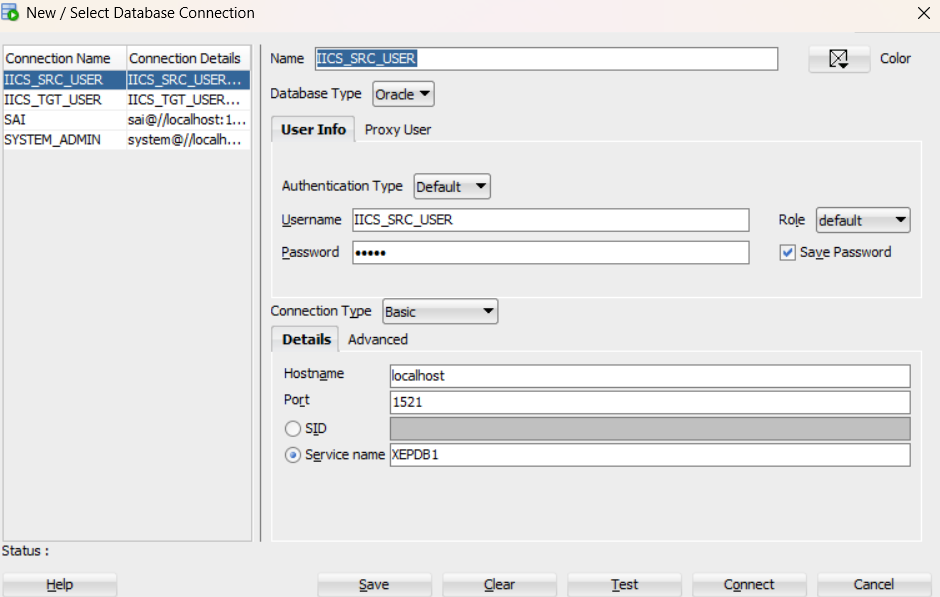 New / Select Database Connection
Connection Name Connection Details
IICS_SRC_USER IICS_SRC_USER...
IICS_TGT_USER IICS_TGT_USER...
SAI sai@//localhost:1...
SYSTEM_ADMIN system@//localh...
Name IICS_SRC_USER Color
Database Type Oracle
User Info Proxy User
Authentication Type Default
Username IICS_SRC_USER Role default
Password ••••• Save Password
Connection Type Basic
Details Advanced
Hostname localhost
Port 1521
SID
Service name XEPDB1
Status :
Help Save Clear Test Connect Cancel